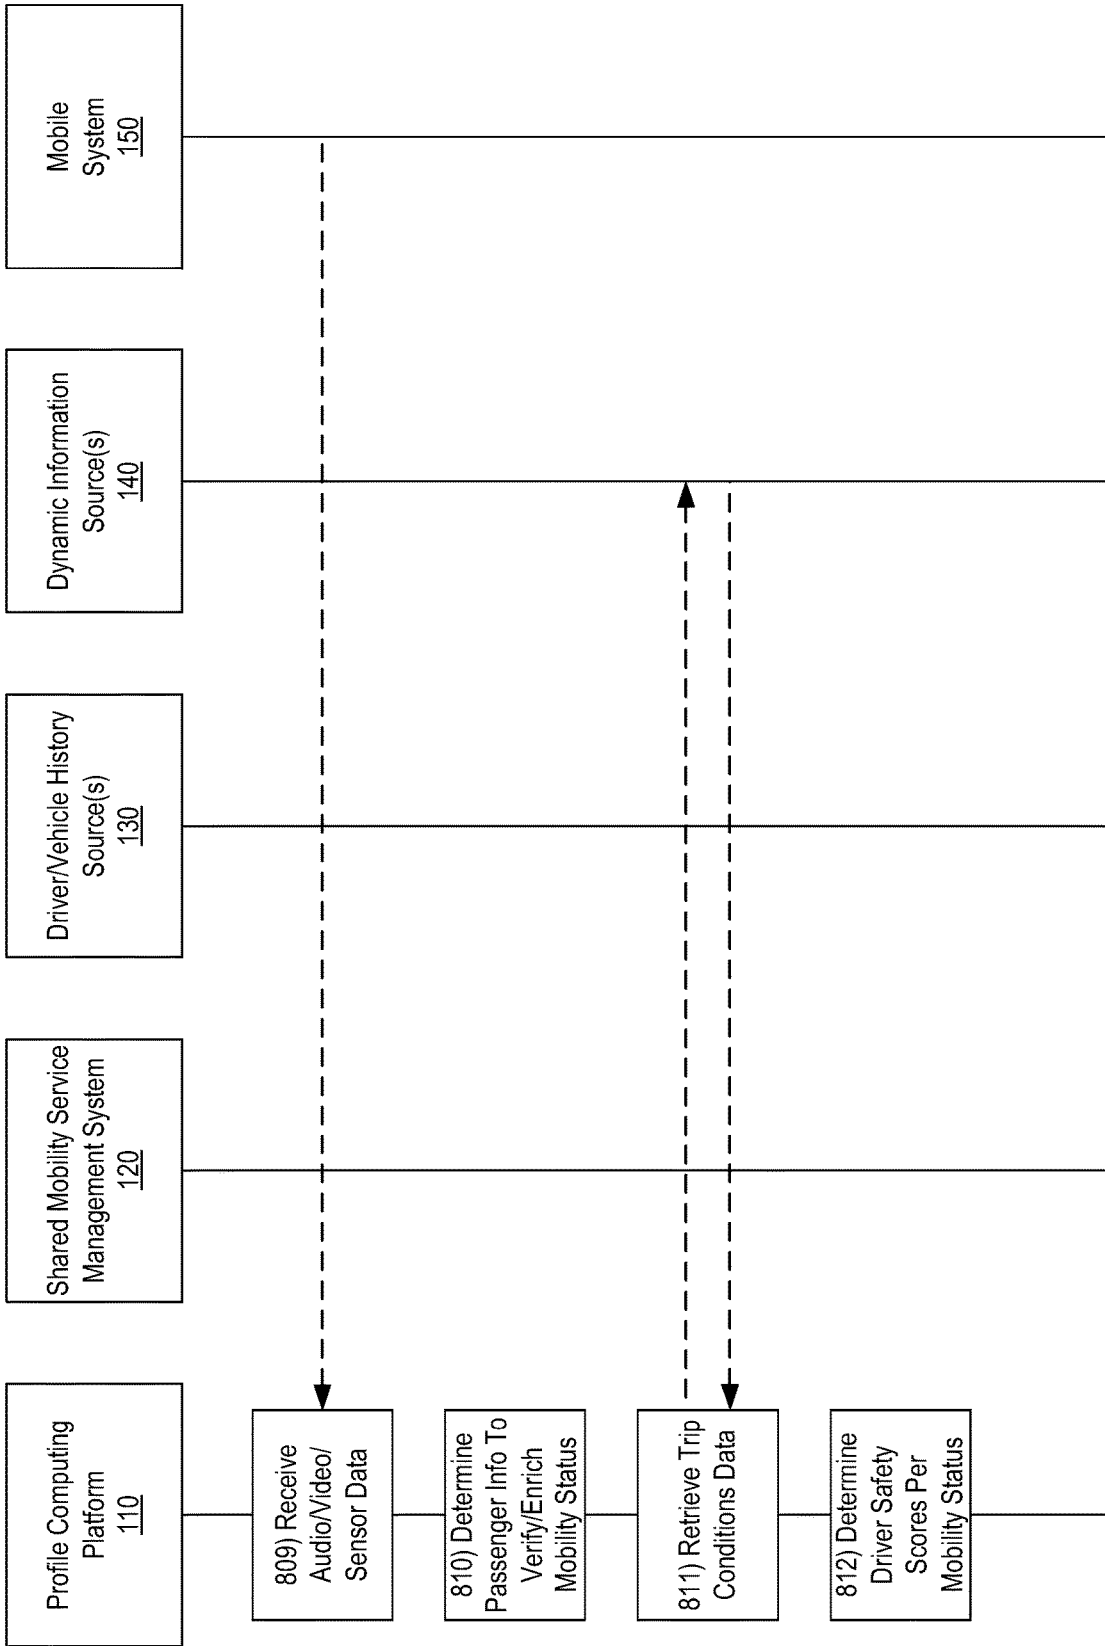 Profile Computing
Platform
110
Shared Mobility Service
Management System
120
Driver/Vehicle History
Source(s)
130
Dynamic Information
Source(s)
140
Mobile
System
150
809) Receive
Audio/Video/
Sensor Data
810) Determine
Passenger Info To
Verify/Enrich
Mobility Status
811) Retrieve Trip
Conditions Data
812) Determine
Driver Safety
Scores Per
Mobility Status